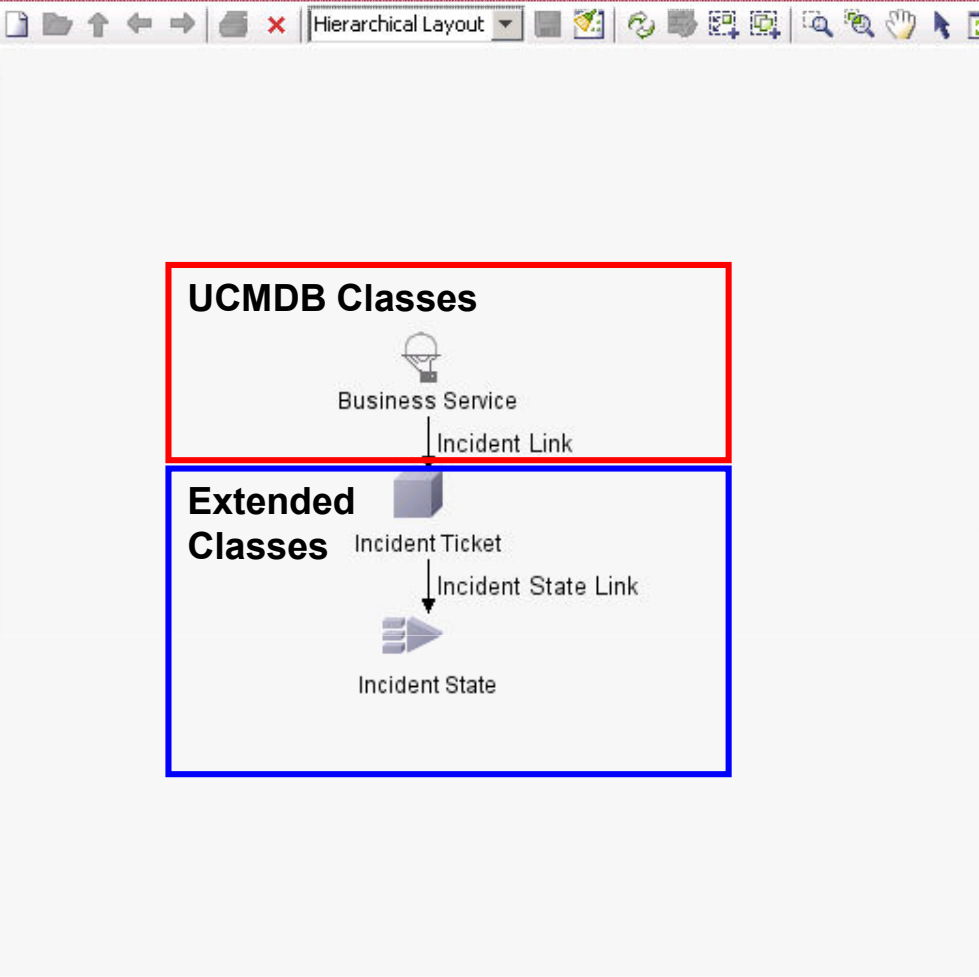 Hierarchical Layout
UCMDB Classes
Business Service
Incident Link
Extended
Classes
Incident Ticket
Incident State Link
Incident State